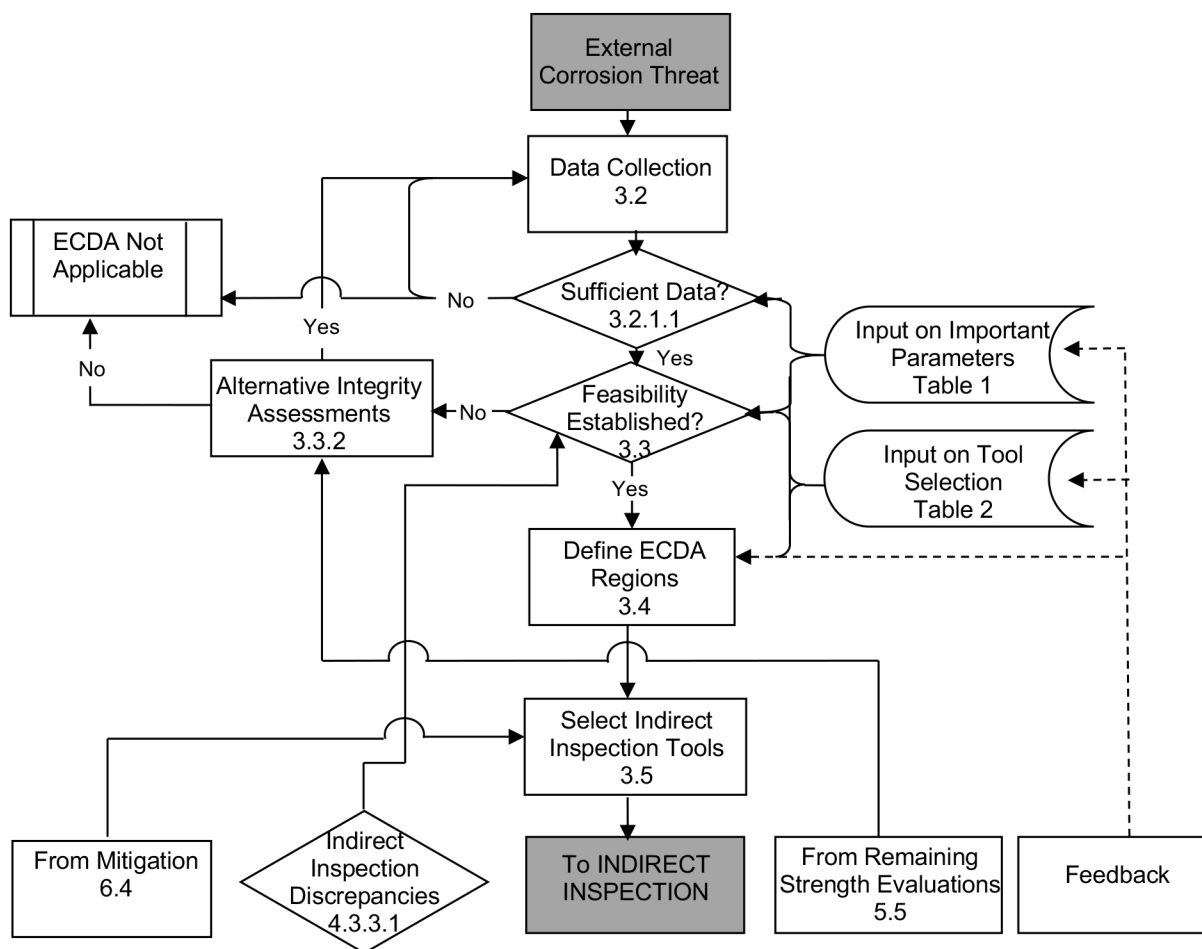 External
Corrosion Threat
Data Collection
3.2
ECDA Not
Applicable
No
Sufficient Data?
3.2.1.1
Yes
Yes
Input on Important
Parameters
Table 1
No
Alternative Integrity
Assessments
3.3.2
No
Feasibility
Established?
3.3
Yes
Input on Tool
Selection
Table 2
Define ECDA
Regions
3.4
Select Indirect
Inspection Tools
3.5
From Mitigation
6.4
Indirect
Inspection
Discrepancies
4.3.3.1
To INDIRECT
INSPECTION
From Remaining
Strength Evaluations
5.5
Feedback